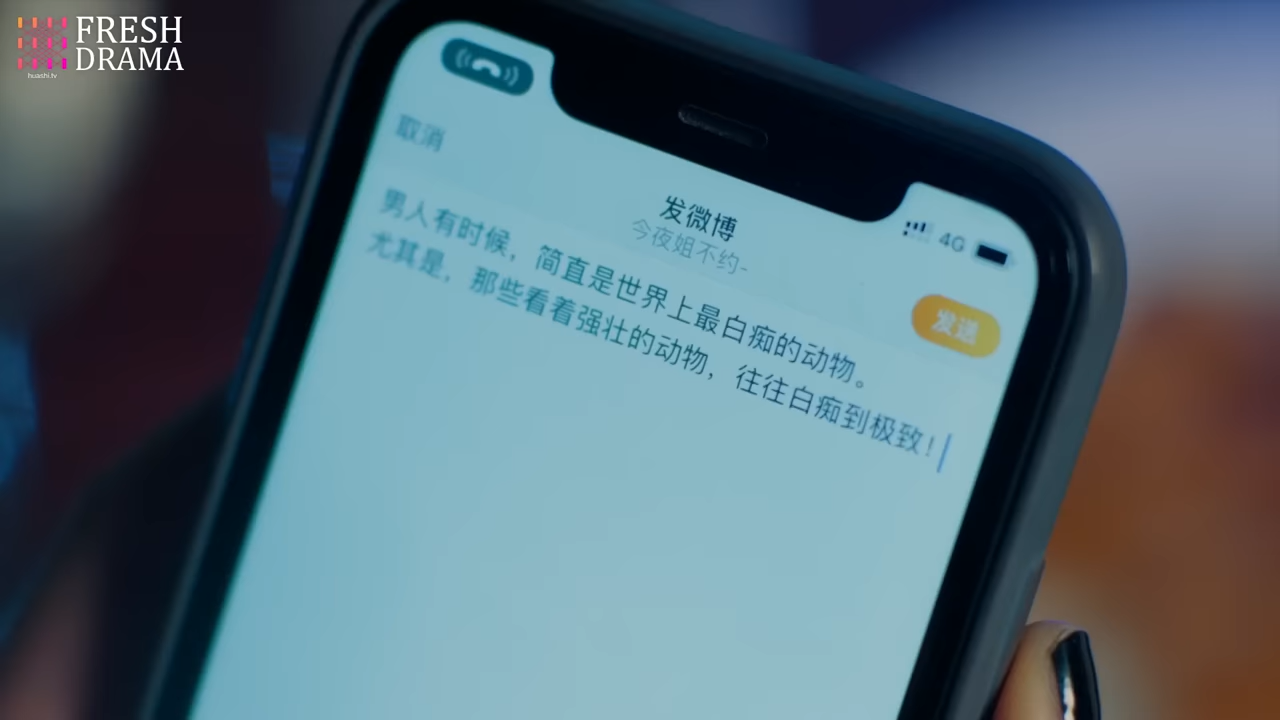 FRESH
DRAMA
huashi.tv
4G
取消
发微博
今夜姐不约-
发送
男人有时候，简直是世界上最白痴的动物。
尤其是，那些看着强壮的动物，往往白痴到极致！